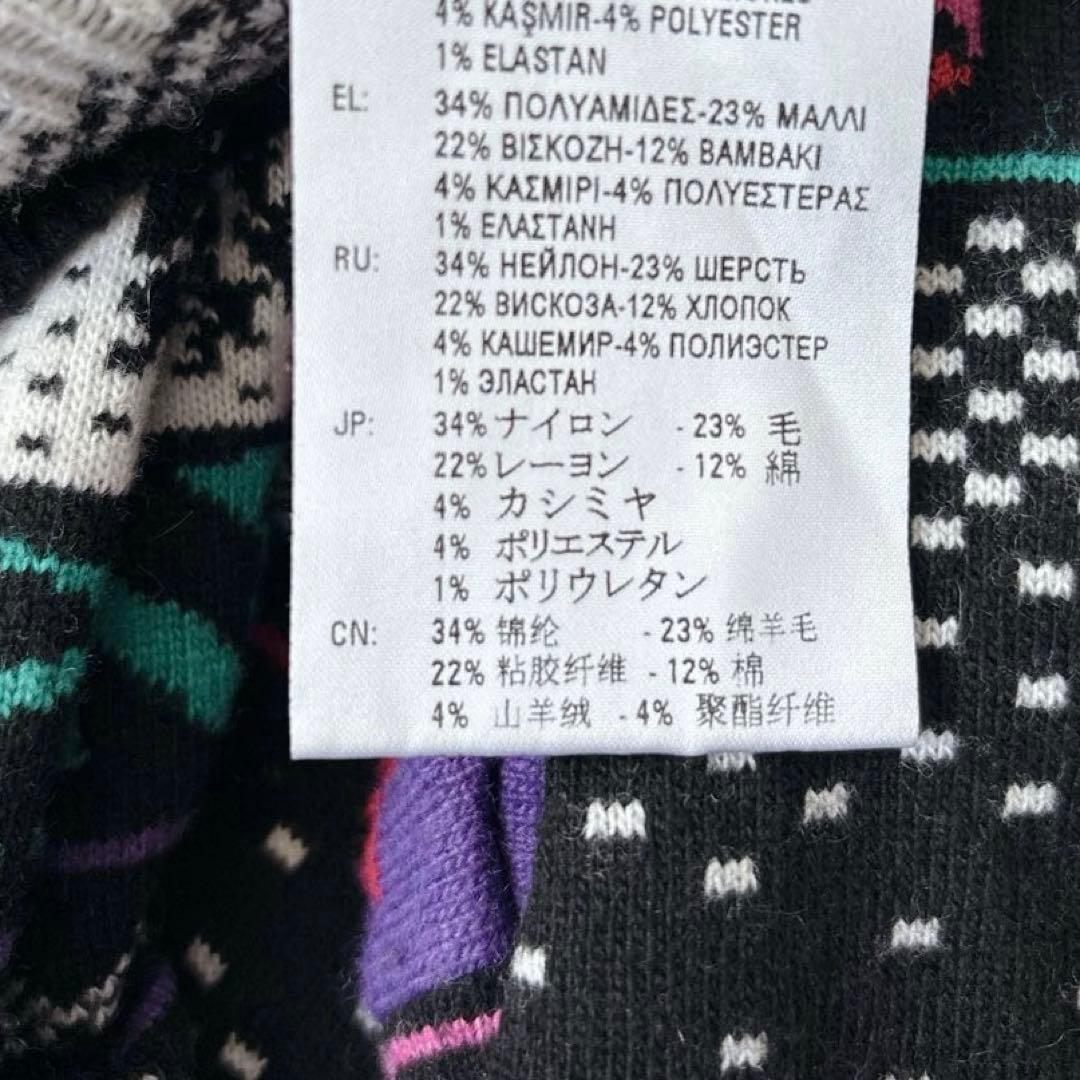 4% KAŞMIR-4% POLYESTER
1% ELASTAN
EL: 34% ΠΟΛΥΑΜΙΔΕΣ-23% ΜΑΛΛΙ
22% ΒΙΣΚΟΖΗ-12% ΒΑΜΒΑΚΙ
4% ΚΑΣΜΙΡΙ-4% ΠΟΛΥΕΣΤΕΡΑΣ
1% ΕΛΑΣΤΑΝΗ
RU: 34% НЕЙЛОН-23% ШЕРСТЬ
22% ВИСКОЗА-12% ХЛОПОК
4% КАШЕМИР-4% ПОЛИЭСТЕР
1% ЭЛАСТАН
JP: 34% ナイロン - 23% 毛
22% レーヨン - 12% 綿
4% カシミヤ
4% ポリエステル
1% ポリウレタン
CN: 34% 锦纶 - 23% 绵羊毛
22% 粘胶纤维 - 12% 棉
4% 山羊绒 - 4% 聚酯纤维